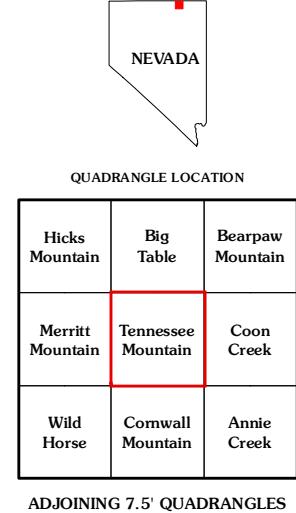 NEVADA
QUADRANGLE LOCATION
Hicks
Mountain
Big
Table
Bearpaw
Mountain
Merritt
Mountain
Tennessee
Mountain
Coon
Creek
Wild
Horse
Cornwall
Mountain
Annie
Creek
ADJOINING 7.5' QUADRANGLES